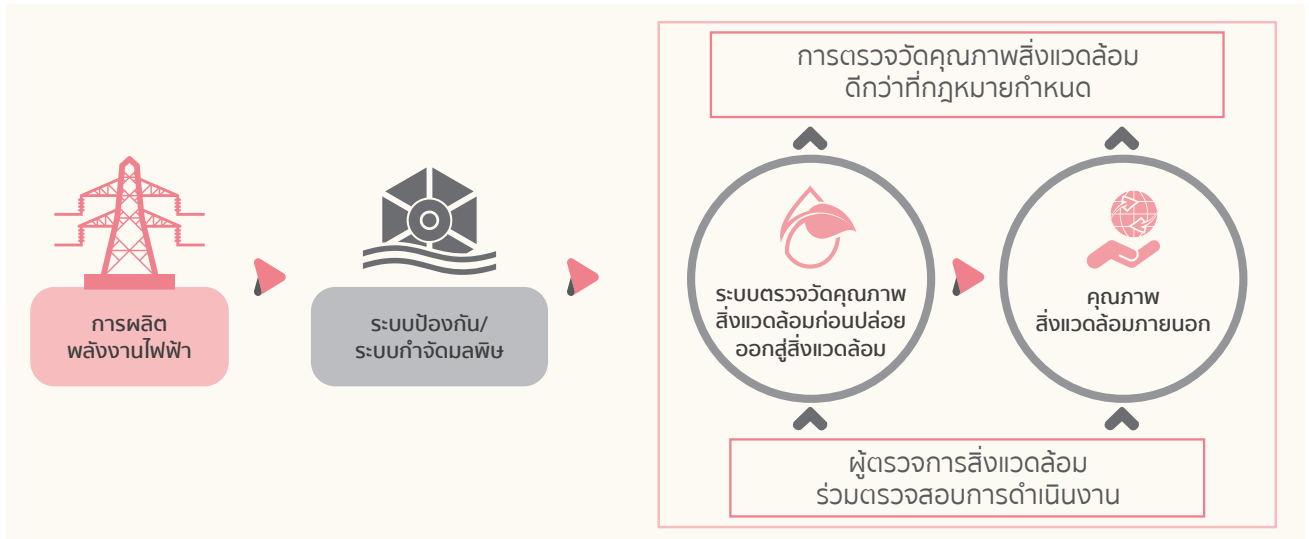 การตรวจวัดคุณภาพสิ่งแวดล้อม
ดีกว่าที่กฎหมายกำหนด
การผลิต
พลังงานไฟฟ้า
ระบบป้องกัน/
ระบบกำจัดมลพิษ
ระบบตรวจวัดคุณภาพ
สิ่งแวดล้อมก่อนปล่อย
ออกสู่สิ่งแวดล้อม
คุณภาพ
สิ่งแวดล้อมภายนอก
ผู้ตรวจการสิ่งแวดล้อม
ร่วมตรวจสอบการดำเนินงาน